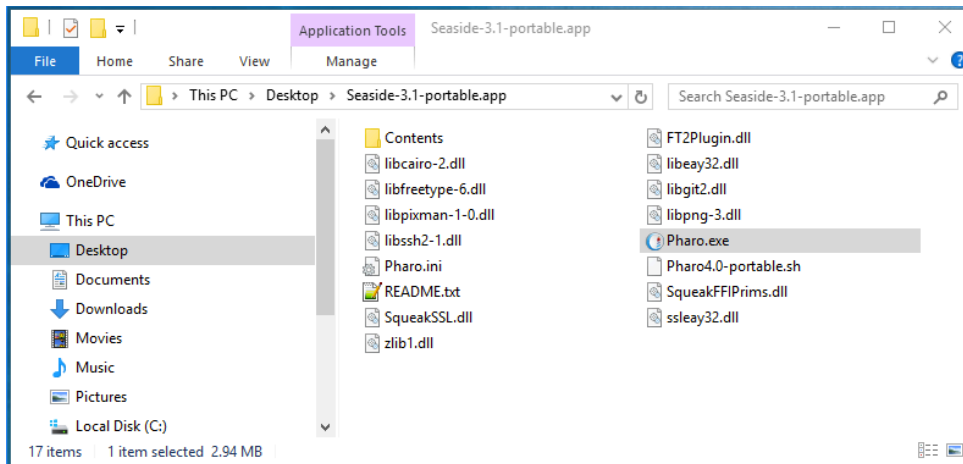 Application Tools
Seaside-3.1-portable.app
File
Home
Share
View
Manage
This PC
Desktop
Seaside-3.1-portable.app
Search Seaside-3.1-portable.app
Quick access
OneDrive
This PC
Desktop
Documents
Downloads
Movies
Music
Pictures
Local Disk (C:)
Contents
libcairo-2.dll
libfreetype-6.dll
libpixman-1-0.dll
libssh2-1.dll
Pharo.ini
README.txt
SqueakSSL.dll
zlib1.dll
FT2Plugin.dll
libeay32.dll
libgit2.dll
libpng-3.dll
Pharo.exe
Pharo4.0-portable.sh
SqueakFFIPrims.dll
ssleay32.dll
17 items
1 item selected 2.94 MB